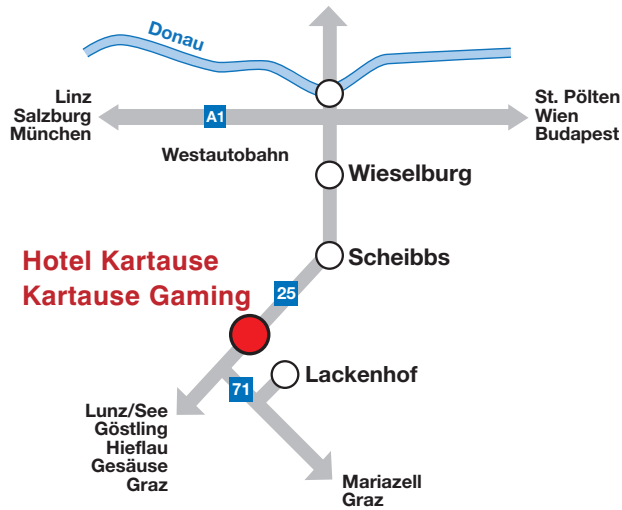 Donau
Linz
Salzburg
München
A1
St. Pölten
Wien
Budapest
Westautobahn
Wieselburg
Scheibbs
Hotel Kartause
Kartause Gaming
25
71
Lackenhof
Lunz/See
Göstling
Hieflau
Gesäuse
Graz
Mariazell
Graz